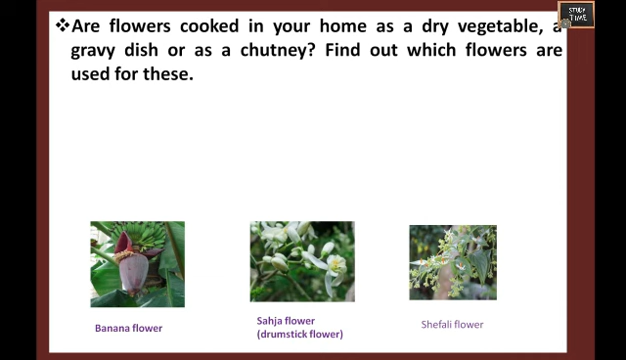 STUDY
TIME
❖Are flowers cooked in your home as a dry vegetable, a
gravy dish or as a chutney? Find out which flowers are
used for these.
Banana flower
Sahja flower
(drumstick flower)
Shefali flower